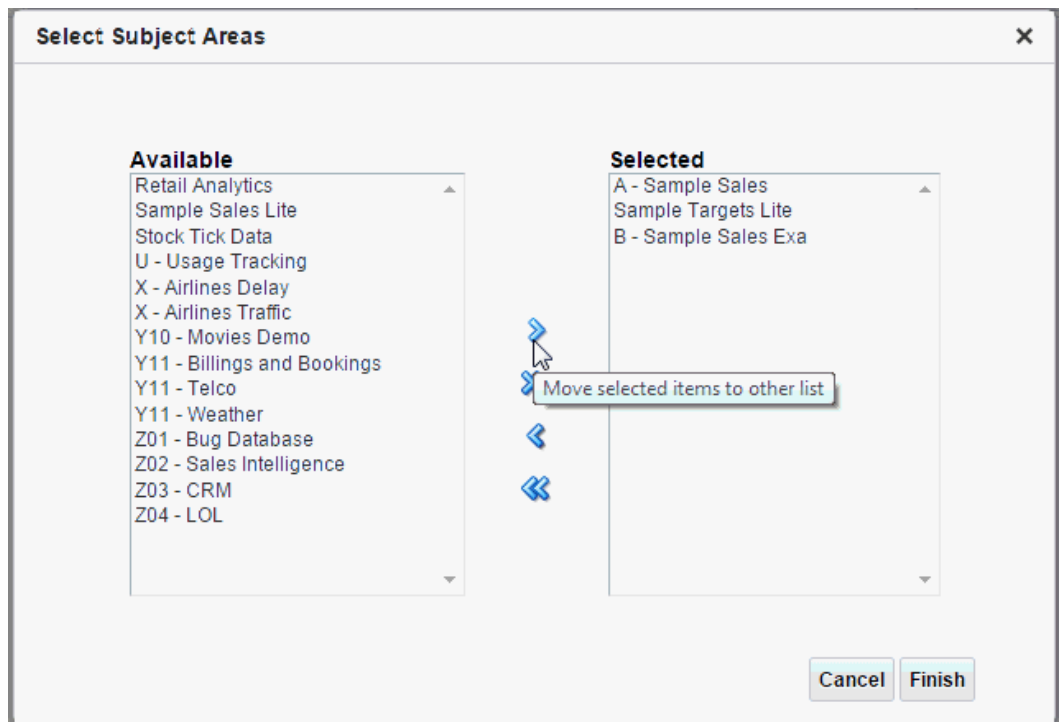 Select Subject Areas
Available
Retail Analytics
Sample Sales Lite
Stock Tick Data
U - Usage Tracking
X - Airlines Delay
X - Airlines Traffic
Y10 - Movies Demo
Y11 - Billings and Bookings
Y11 - Telco
Y11 - Weather
Z01 - Bug Database
Z02 - Sales Intelligence
Z03 - CRM
Z04 - LOL
Move selected items to other list
Selected
A - Sample Sales
Sample Targets Lite
B - Sample Sales Exa
Cancel
Finish